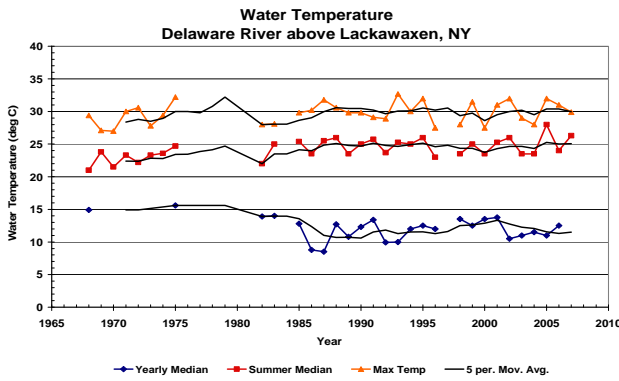 Water Temperature
Delaware River above Lackawaxen, NY
40
35
30
25
20
15
10
5
0
Water Temperature (deg C)
1965 1970 1975 1980 1985 1990 1995 2000 2005 2010
Year
Yearly Median Summer Median Max Temp 5 per. Mov. Avg.